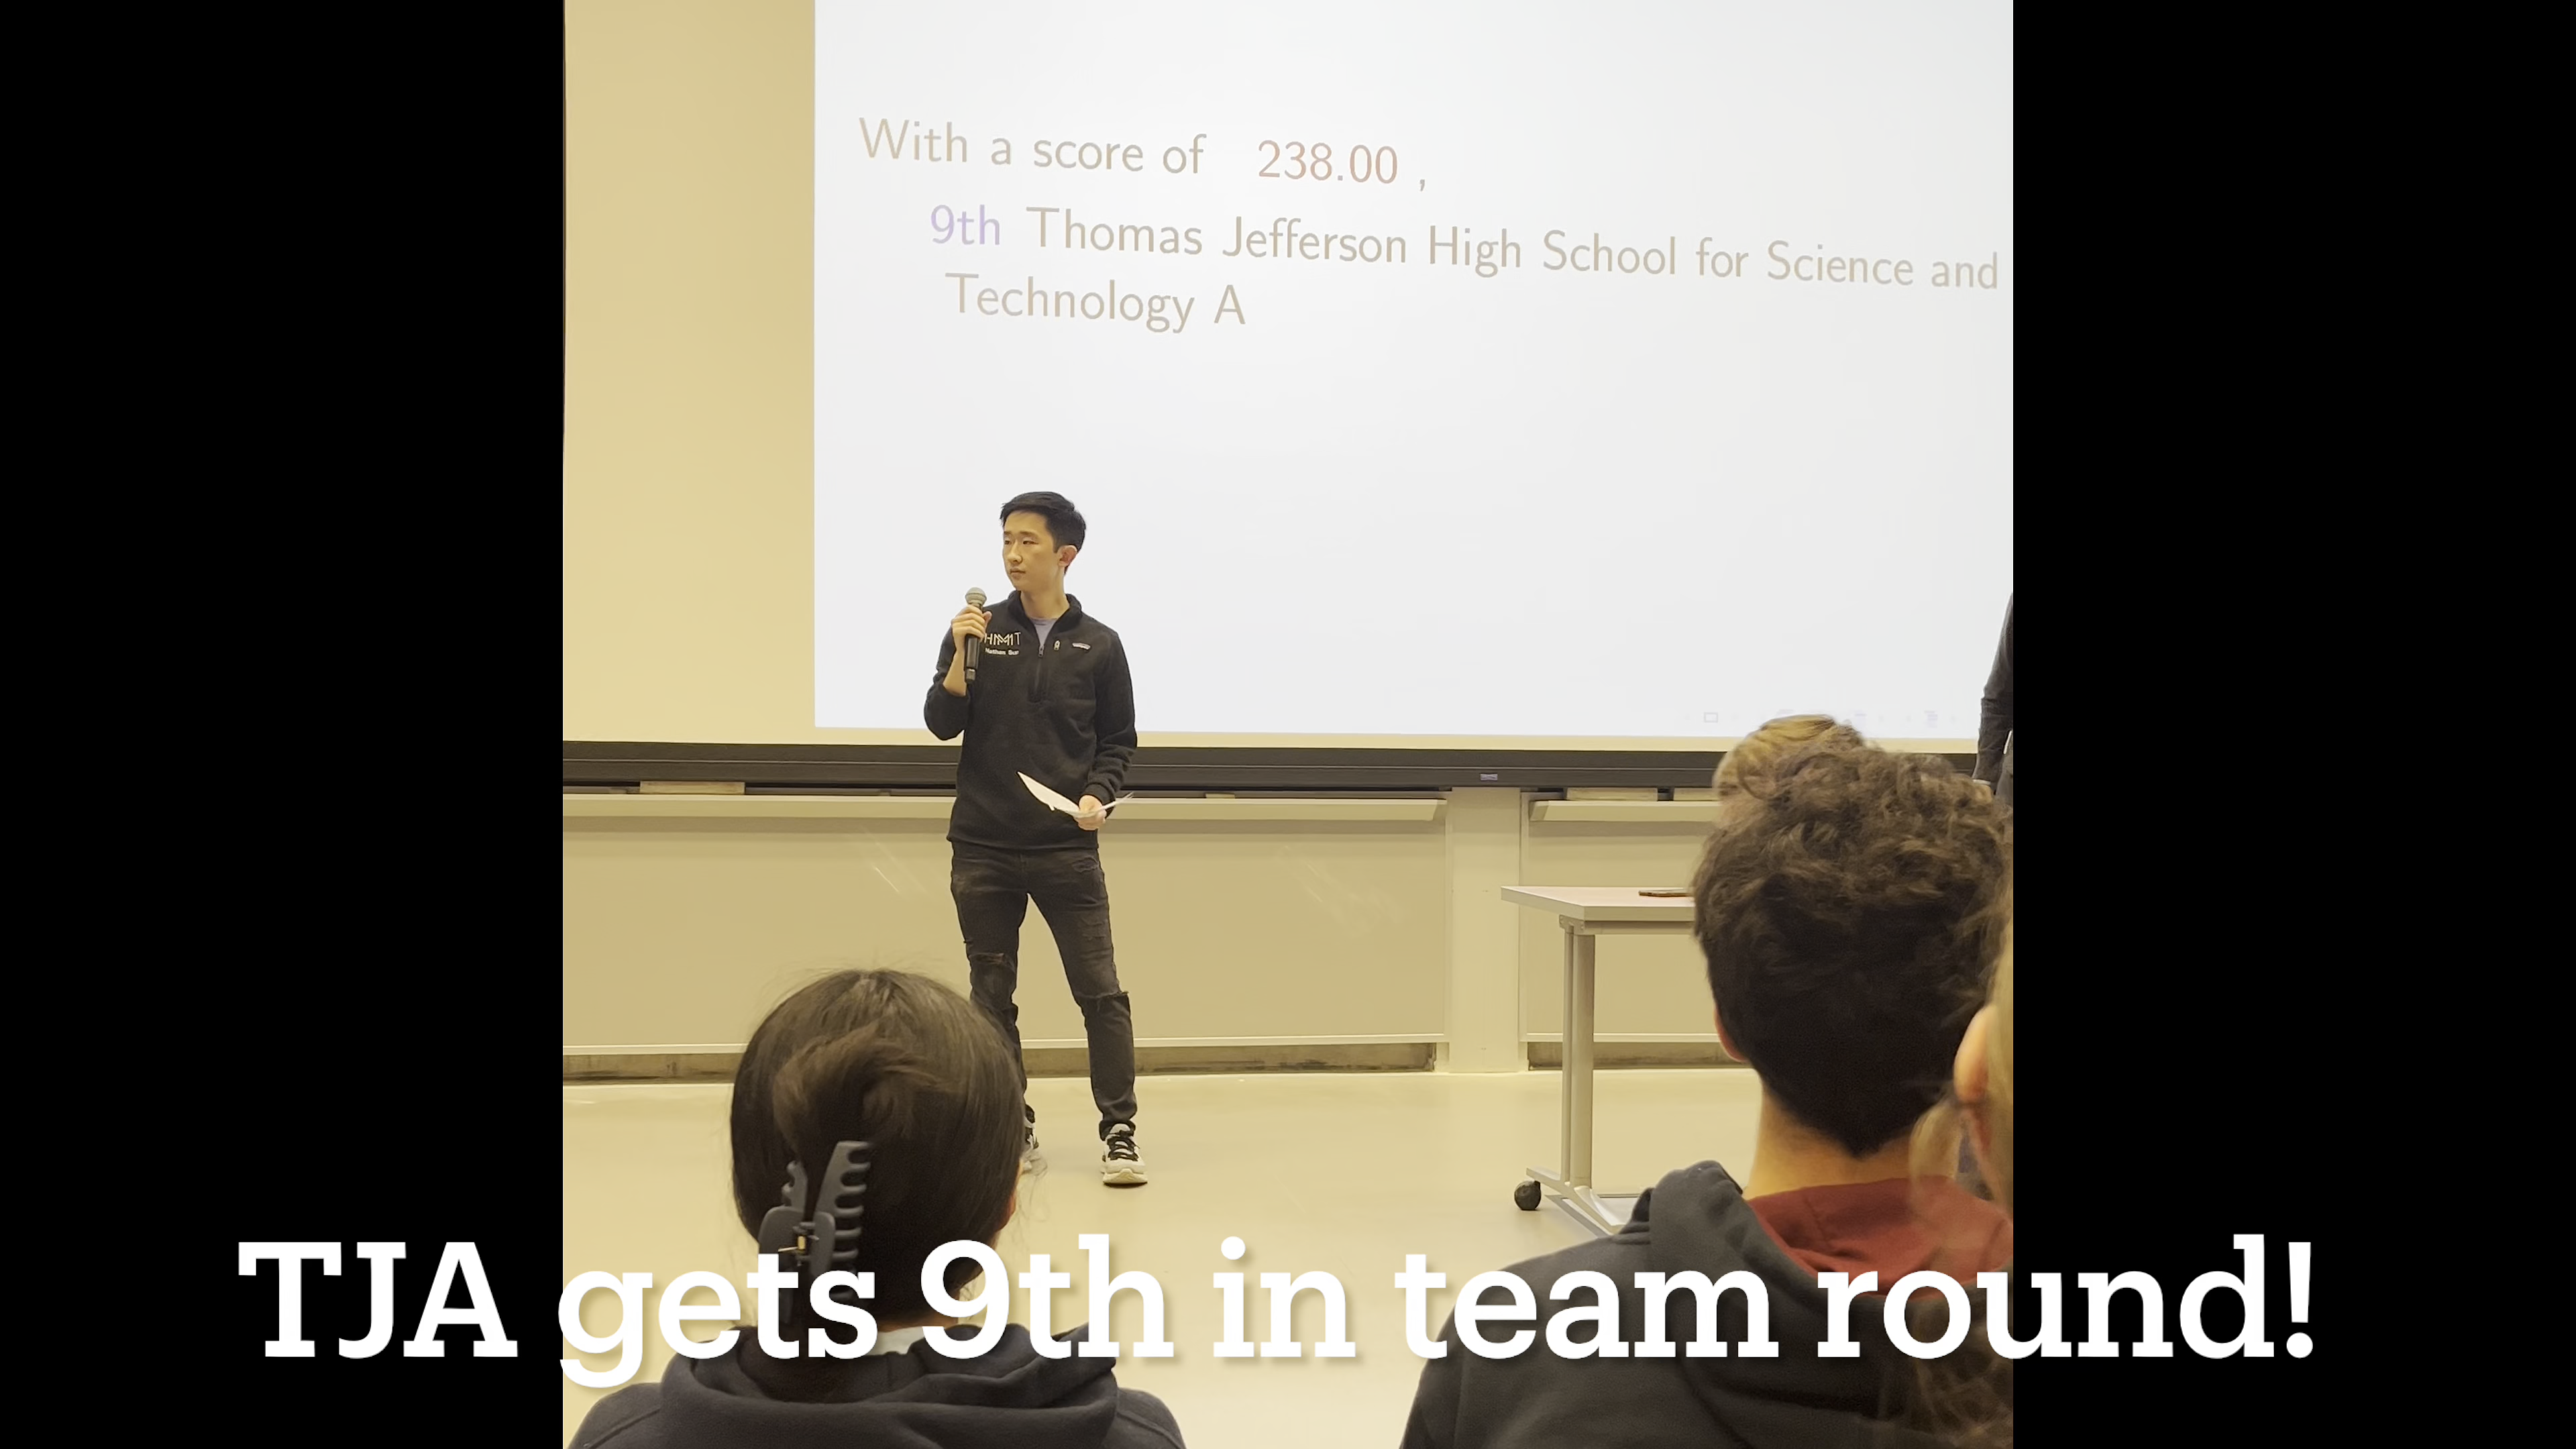 With a score of 238.00 ,
9th Thomas Jefferson High School for Science and
Technology A
HMMT
Nathan
TJA gets 9th in team round!